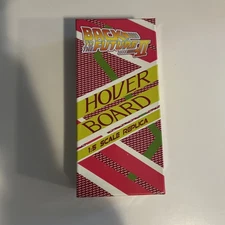 BACK
TO THE
FUTURE II
HOVER
BOARD
1:5 SCALE REPLICA